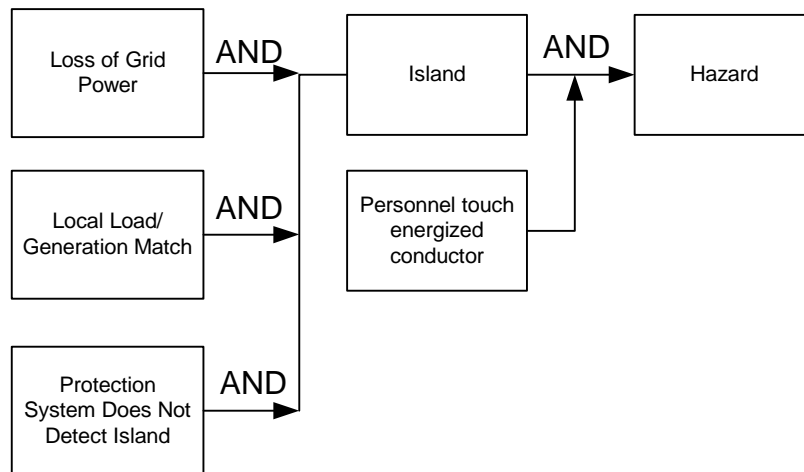 Loss of Grid
Power
AND
Island
AND
Hazard
Local Load/
Generation Match
AND
Personnel touch
energized
conductor
Protection
System Does Not
Detect Island
AND